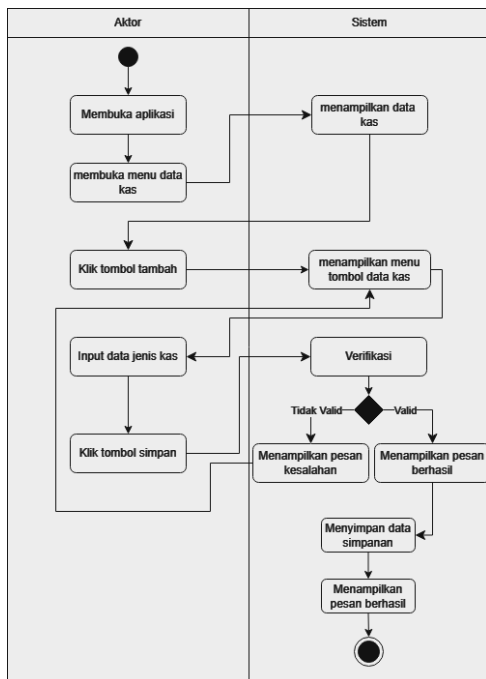 Aktor
Sistem
Membuka aplikasi
menampilkan data
kas
membuka menu data
kas
Klik tombol tambah
menampilkan menu
tombol data kas
Input data jenis kas
Verifikasi
Tidak Valid
Valid
Klik tombol simpan
Menampilkan pesan
kesalahan
Menampilkan pesan
berhasil
Menyimpan data
simpanan
Menampilkan
pesan berhasil